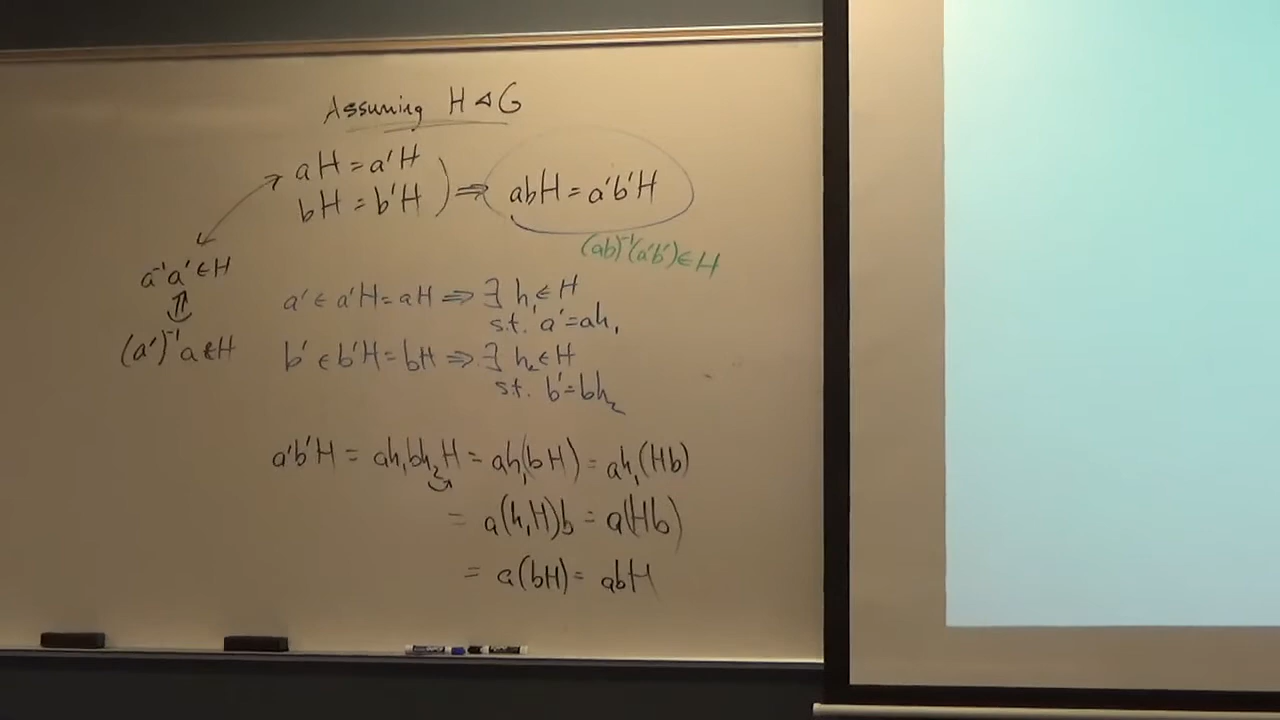 Assuming H ◁ G
aH = a'H
bH = b'H ) ⇒ abH = a'b'H
(ab)⁻¹(a'b') ∈ H
a⁻¹a' ∈ H
⇕
(a')⁻¹a ∈ H
a' ∈ a'H = aH ⇒ ∃ h₁ ∈ H
s.t. a' = ah₁
b' ∈ b'H = bH ⇒ ∃ h₂ ∈ H
s.t. b' = bh₂
a'b'H = ah₁bh₂H = ah₁(bH) = ah₁(Hb)
= a(h₁H)b = a(Hb)
= a(bH) = abH